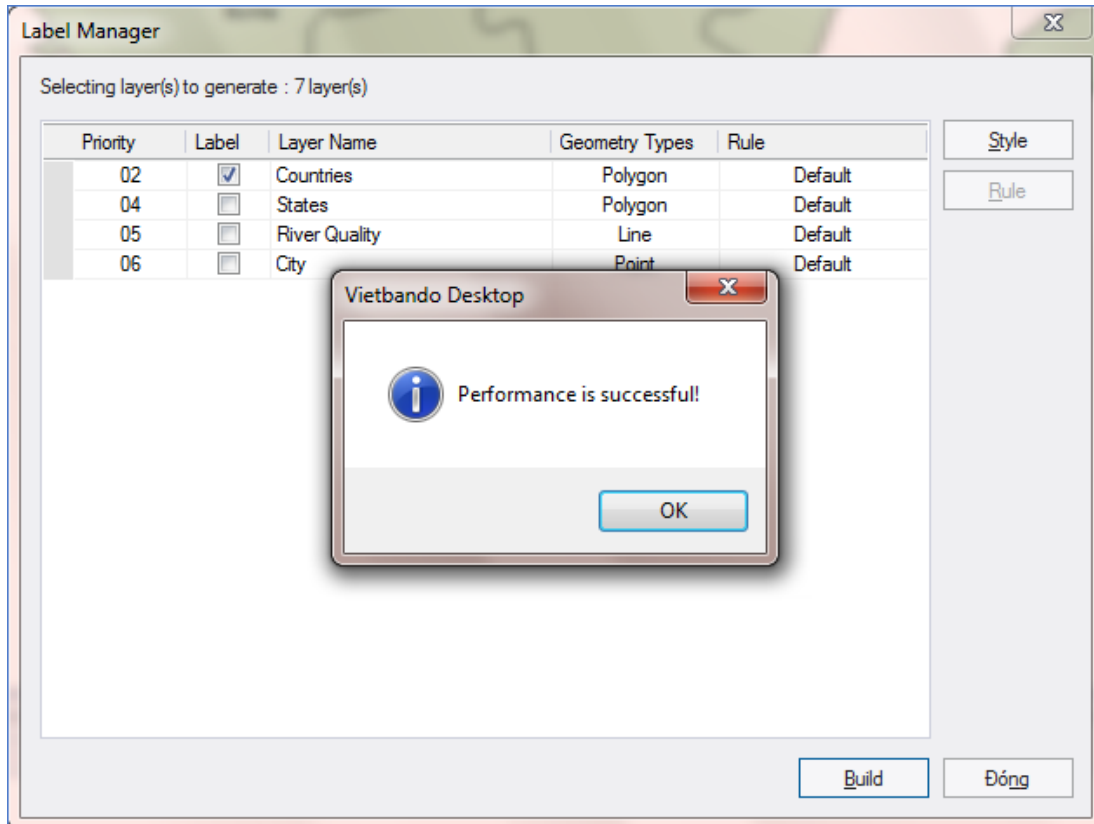 Label Manager
Selecting layer(s) to generate : 7 layer(s)
Priority Label Layer Name Geometry Types Rule
02 Countries Polygon Default
04 States Polygon Default
05 River Quality Line Default
06 City Point Default
Style
Rule
Vietbando Desktop
Performance is successful!
OK
Build Đóng